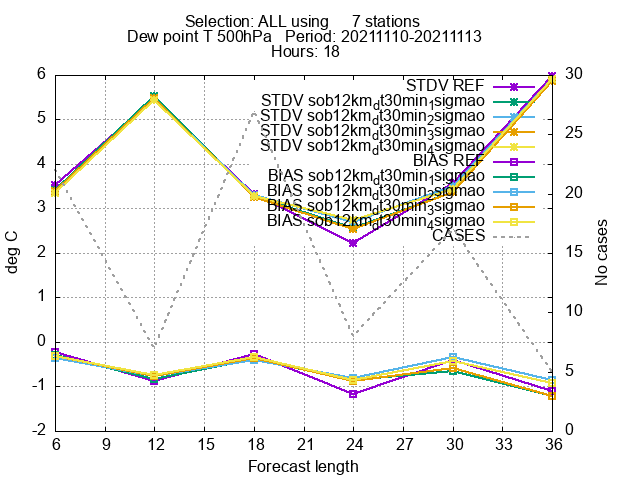 Selection: ALL using 7 stations
Dew point T 500hPa Period: 20211110-20211113
Hours: 18
6
5
4
3
2
1
0
-1
-2
deg C
30
25
20
15
10
5
0
No cases
STDV REF
STDV sob12km_dt30min_1sigmao
STDV sob12km_dt30min_2sigmao
STDV sob12km_dt30min_3sigmao
STDV sob12km_dt30min_4sigmao
BIAS REF
BIAS sob12km_dt30min_1sigmao
BIAS sob12km_dt30min_2sigmao
BIAS sob12km_dt30min_3sigmao
BIAS sob12km_dt30min_4sigmao
CASES
6 9 12 15 18 21 24 27 30 33 36
Forecast length